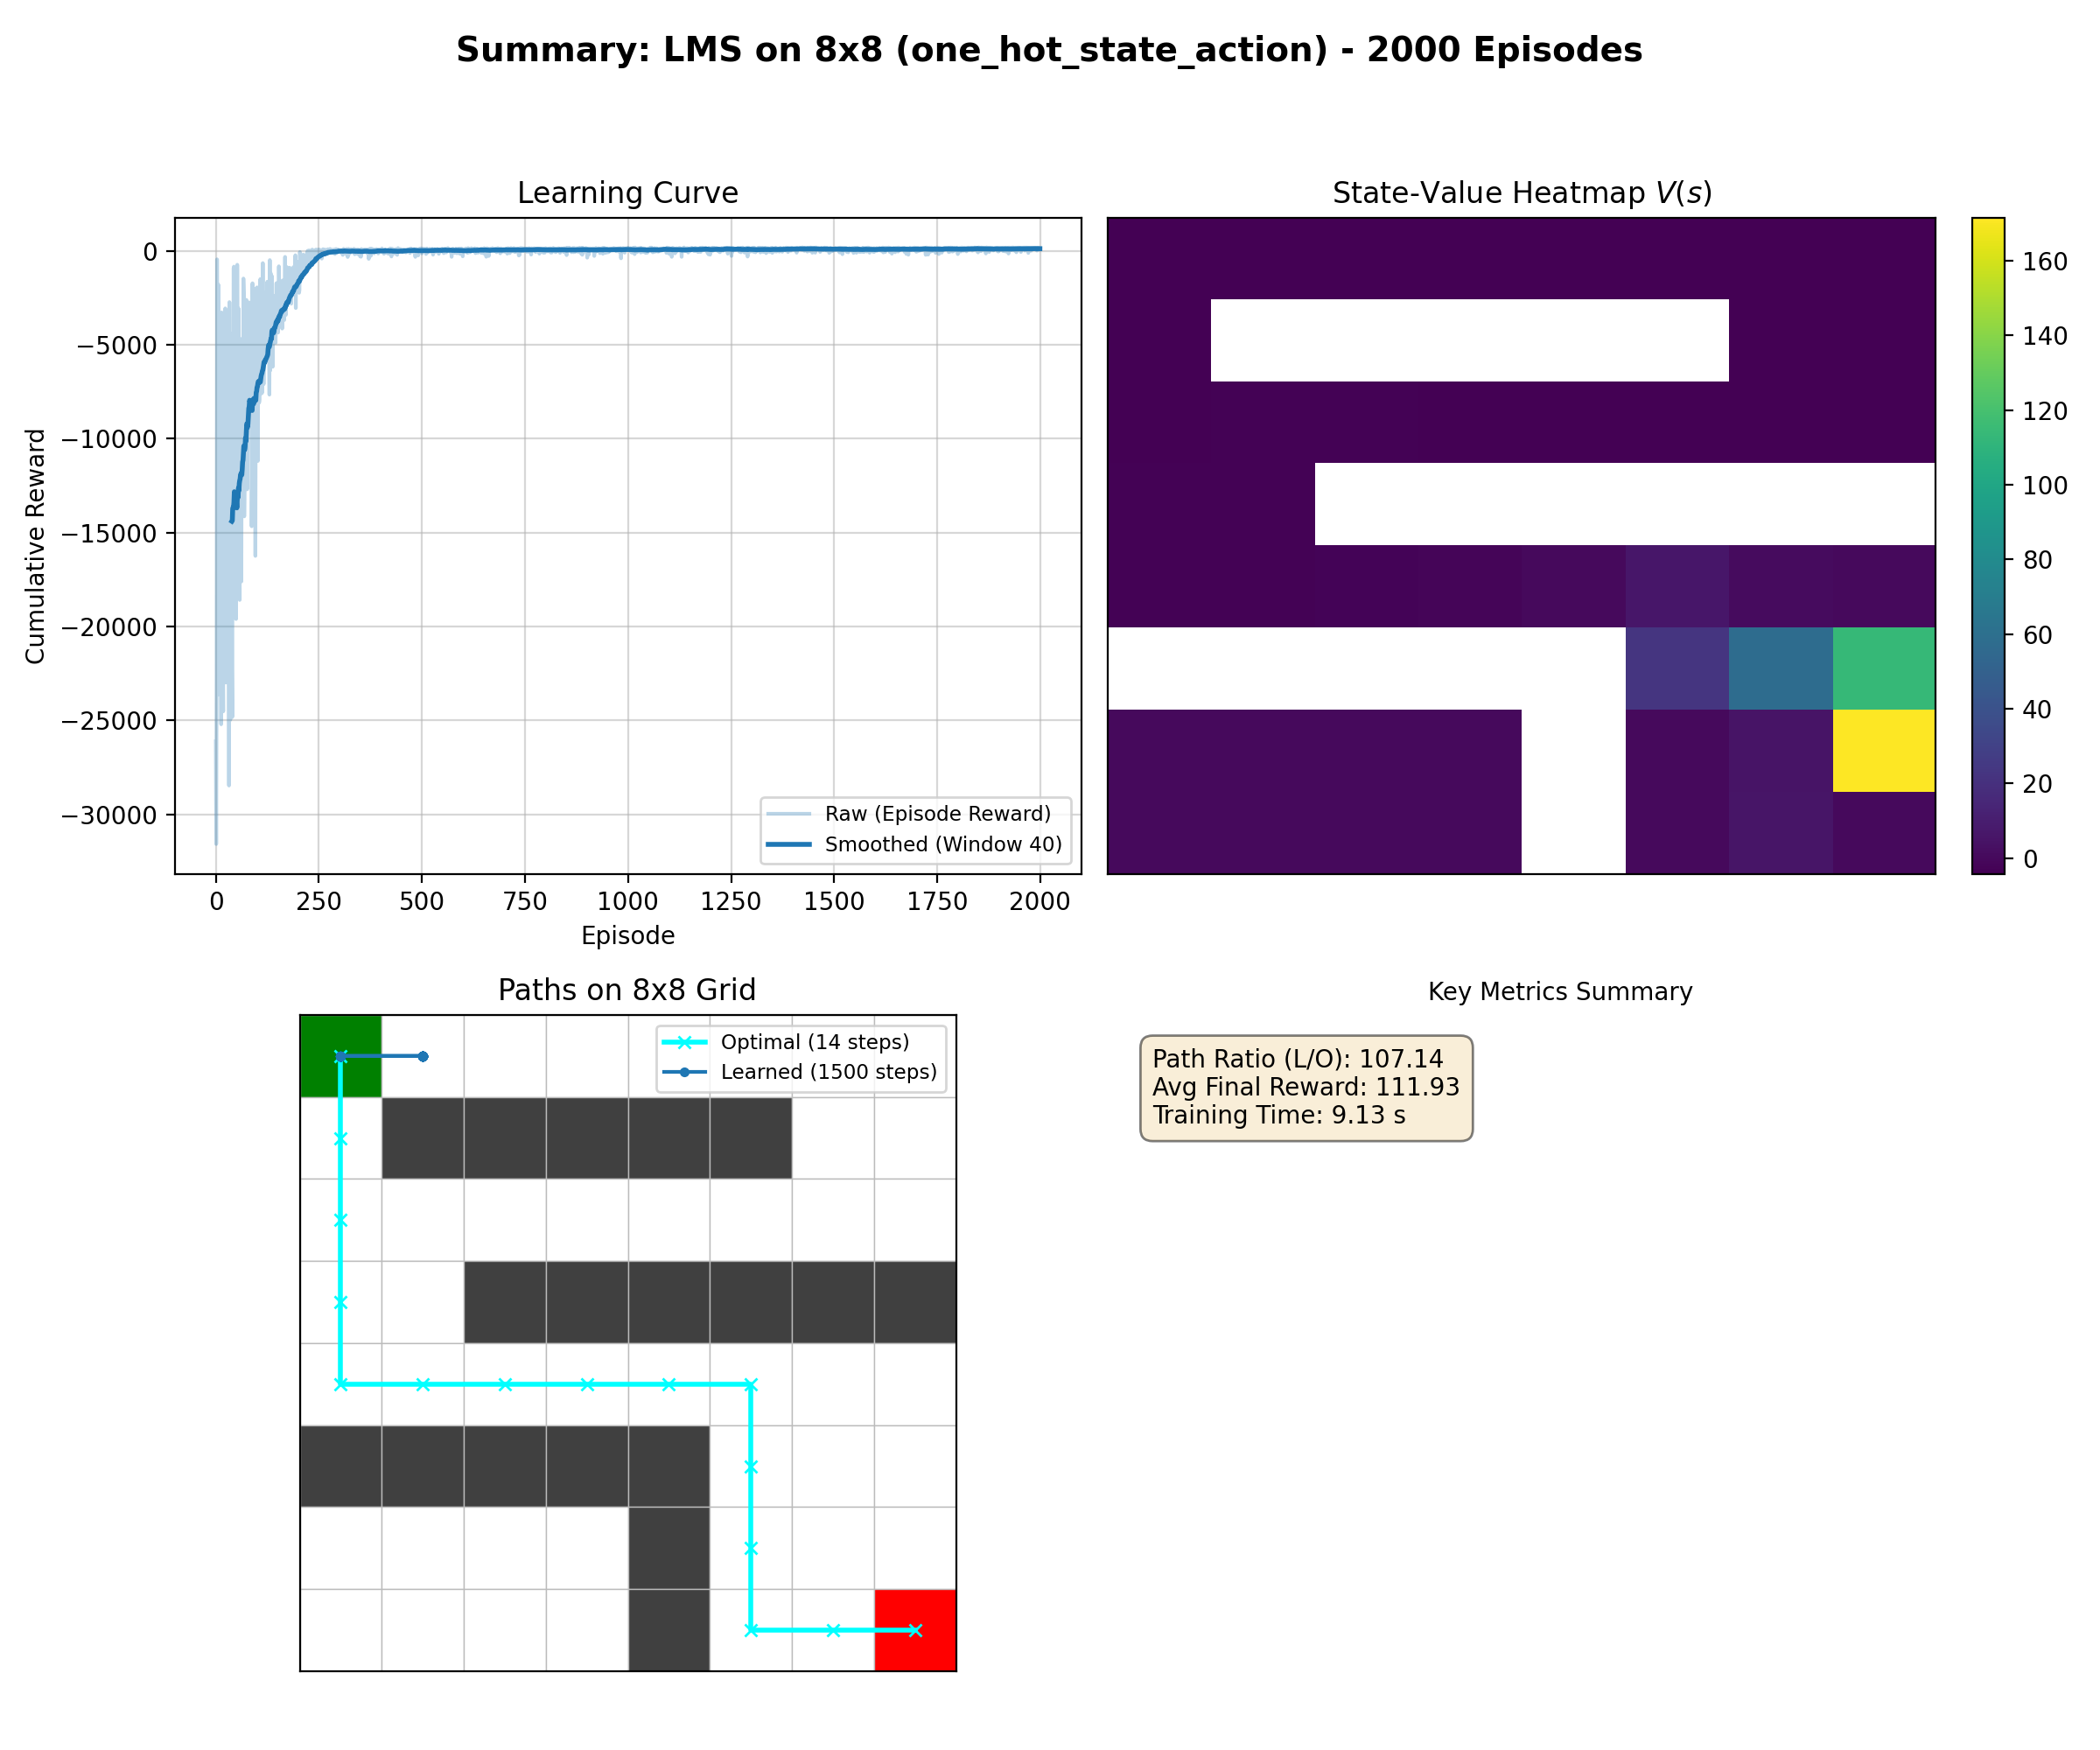 Summary: LMS on 8x8 (one_hot_state_action) - 2000 Episodes
Learning Curve
Cumulative Reward
0
−5000
−10000
−15000
−20000
−25000
−30000
0 250 500 750 1000 1250 1500 1750 2000
Episode
Raw (Episode Reward)
Smoothed (Window 40)
State-Value Heatmap V(s)
160
140
120
100
80
60
40
20
0
Paths on 8x8 Grid
Optimal (14 steps)
Learned (1500 steps)
Key Metrics Summary
Path Ratio (L/O): 107.14
Avg Final Reward: 111.93
Training Time: 9.13 s